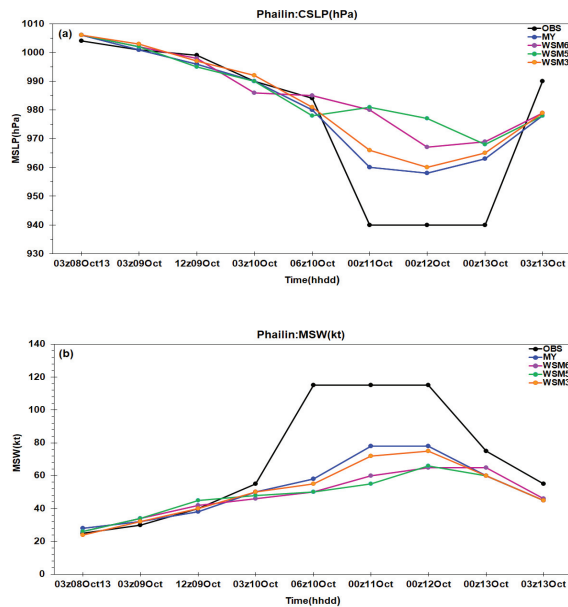 Phailin:CSLP(hPa)
(a)
OBS
MY
WSM6
WSM5
WSM3
1010
1000
990
980
970
960
950
940
930
MSLP(hPa)
03z08Oct13 03z09Oct 12z09Oct 03z10Oct 06z10Oct 00z11Oct 00z12Oct 00z13Oct 03z13Oct
Time(hhdd)
Phailin:MSW(kt)
(b)
OBS
MY
WSM6
WSM5
WSM3
140
120
100
80
60
40
20
0
MSW(kt)
03z08Oct13 03z09Oct 12z09Oct 03z10Oct 06z10Oct 00z11Oct 00z12Oct 00z13Oct 03z13Oct
Time(hhdd)